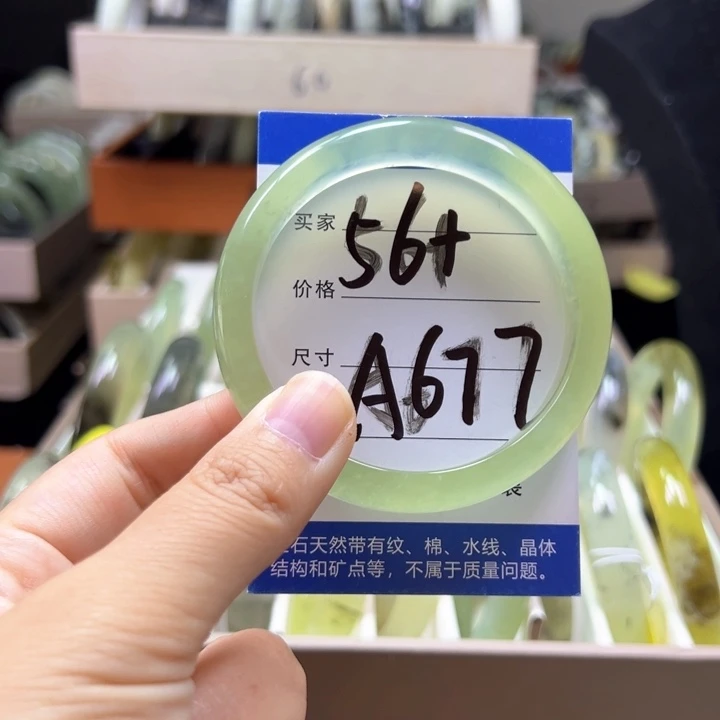 买家
56+
价格
尺寸
A677
袋
石天然带有纹、棉、水线、晶体
结构和矿点等，不属于质量问题。
60